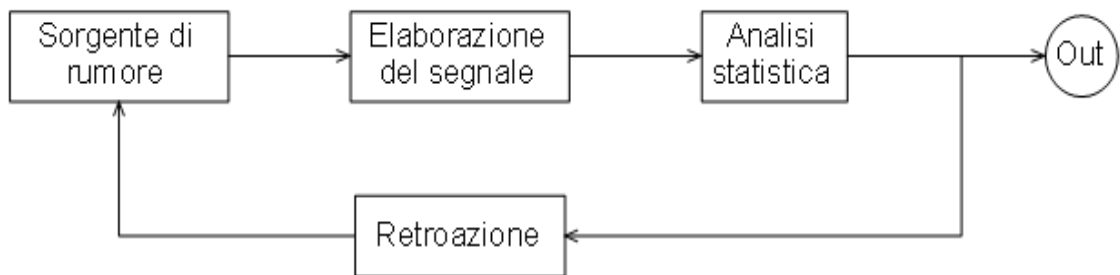 Sorgente di
rumore
Elaborazione
del segnale
Analisi
statistica
Out
Retroazione